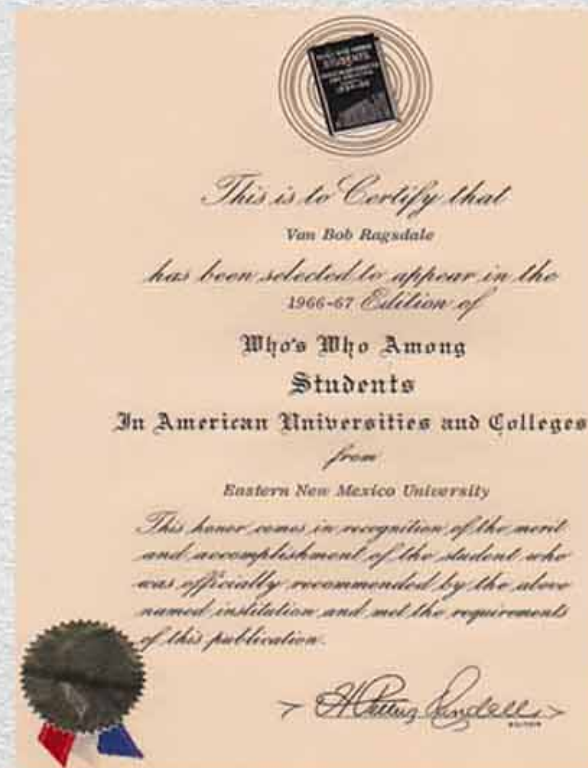 This is to Certify that
Van Bob Ragsdale
has been selected to appear in the
1966-67 Edition of
Who's Who Among
Students
In American Universities and Colleges
from
Eastern New Mexico University
This honor comes in recognition of the merit
and accomplishment of the student who
was officially recommended by the above
named institution and met the requirements
of this publication.
EDITOR